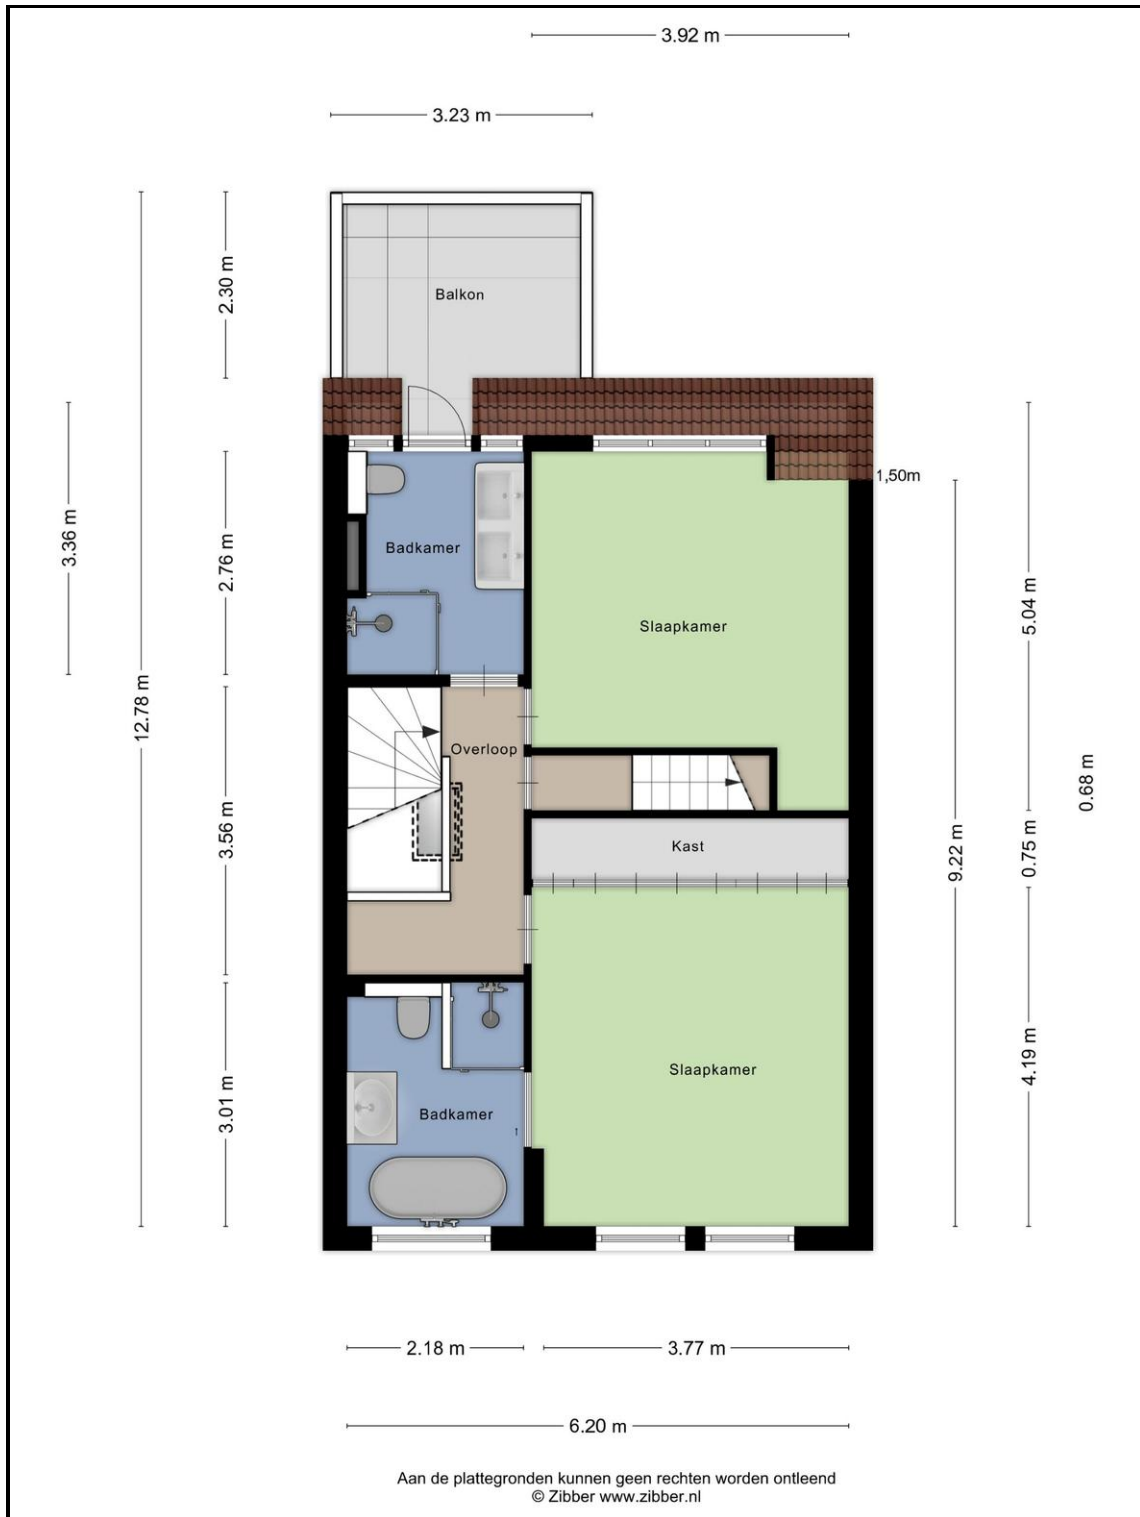 3.92 m
3.23 m
2.30 m
Balkon
1,50m
3.36 m
12.78 m
2.76 m
Badkamer
Slaapkamer
5.04 m
Overloop
0.68 m
3.56 m
Kast
9.22 m
0.75 m
Slaapkamer
4.19 m
3.01 m
Badkamer
2.18 m
3.77 m
6.20 m
Aan de plattegronden kunnen geen rechten worden ontleend
© Zibber www.zibber.nl